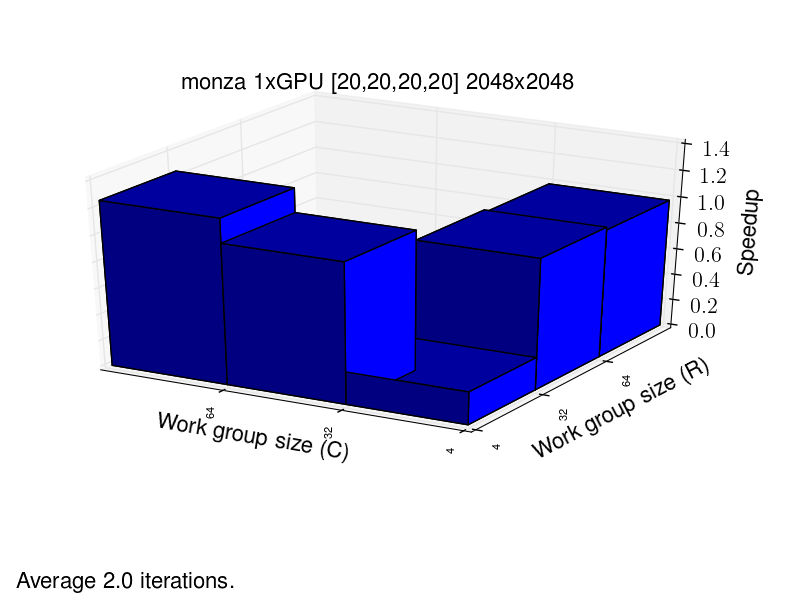 monza 1xGPU [20,20,20,20] 2048x2048
1.4
1.2
1.0
0.8
0.6
0.4
0.2
0.0
Speedup
64
32
4
Work group size (C)
4
32
64
Work group size (R)
Average 2.0 iterations.